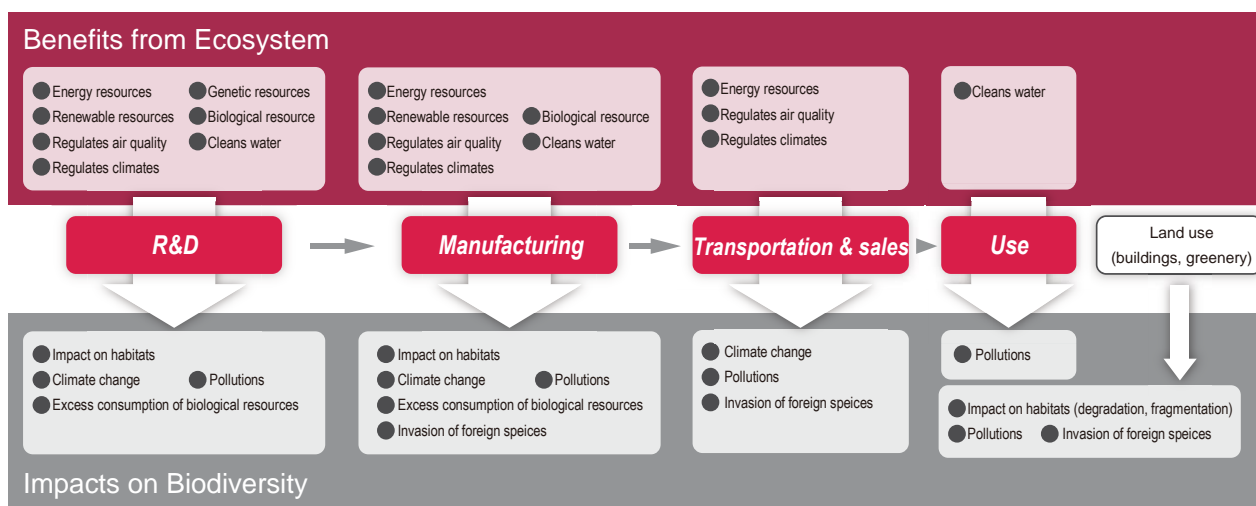 Benefits from Ecosystem
Energy resources
Genetic resources
Renewable resources
Biological resource
Regulates air quality
Cleans water
Regulates climates
Energy resources
Renewable resources
Biological resource
Regulates air quality
Cleans water
Regulates climates
Energy resources
Regulates air quality
Regulates climates
Cleans water
R&D
Manufacturing
Transportation & sales
Use
Land use
(buildings, greenery)
Impact on habitats
Climate change
Pollutions
Excess consumption of biological resources
Impact on habitats
Climate change
Pollutions
Excess consumption of biological resources
Invasion of foreign speices
Climate change
Pollutions
Invasion of foreign speices
Pollutions
Impact on habitats (degradation, fragmentation)
Pollutions
Invasion of foreign speices
Impacts on Biodiversity